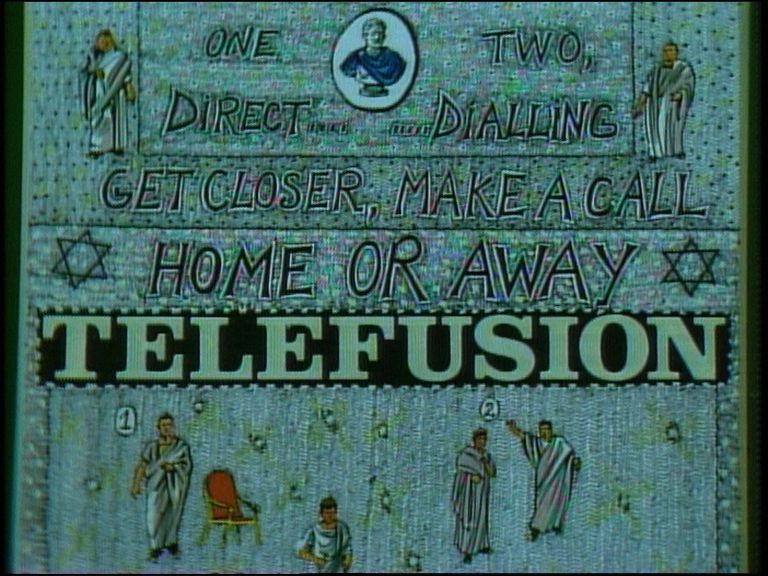 ONE TWO,
DIRECT........DIALLING
GET CLOSER, MAKE A CALL
HOME OR AWAY
TELEFUSION
1 2